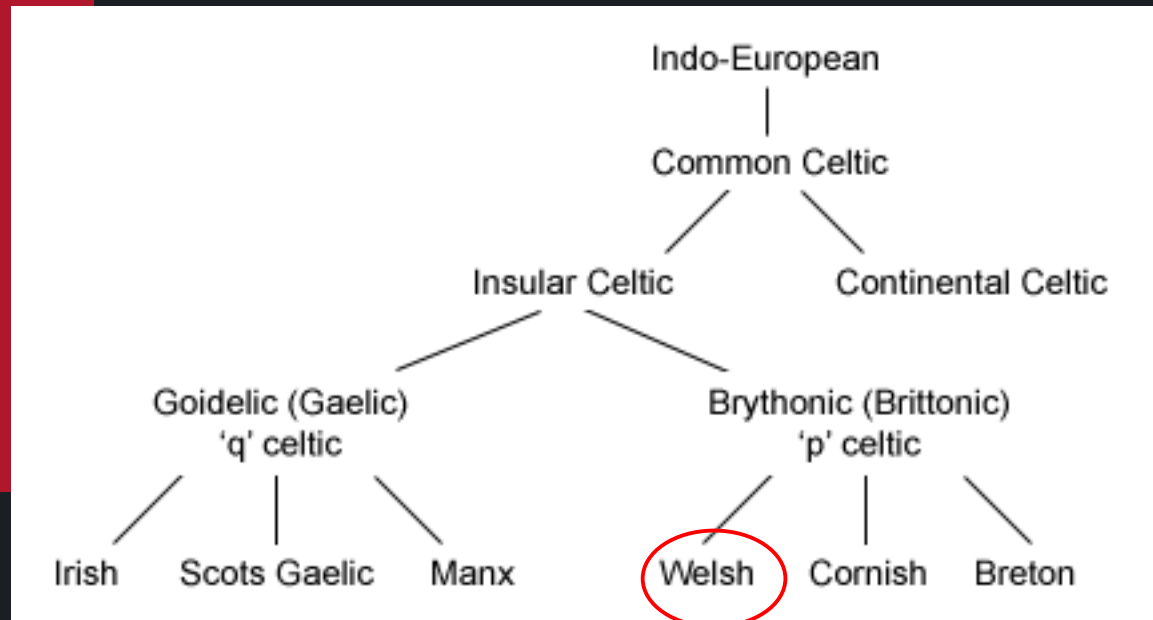 Indo-European
Common Celtic
Insular Celtic
Continental Celtic
Goidelic (Gaelic)
‘q’ celtic
Brythonic (Brittonic)
‘p’ celtic
Irish
Scots Gaelic
Manx
Welsh
Cornish
Breton